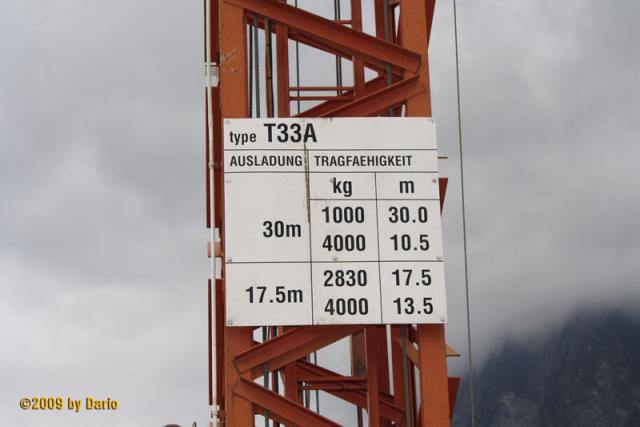 type T33A
AUSLADUNG TRAGFAEHIGKEIT
kg m
30m 1000 30.0
4000 10.5
17.5m 2830 17.5
4000 13.5
©2009 by Dario